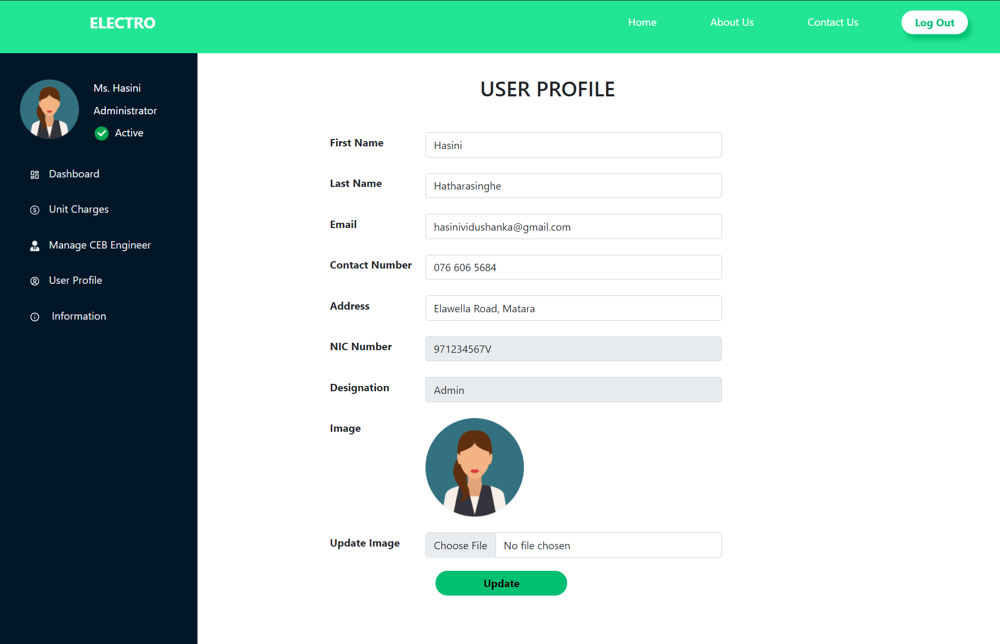 ELECTRO
Home
About Us
Contact Us
Log Out
Ms. Hasini
Administrator
Active
Dashboard
Unit Charges
Manage CEB Engineer
User Profile
Information
USER PROFILE
First Name
Hasini
Last Name
Hatharasinghe
Email
hasinividushanka@gmail.com
Contact Number
076 606 5684
Address
Elawella Road, Matara
NIC Number
971234567V
Designation
Admin
Image
Update Image
Choose File
No file chosen
Update